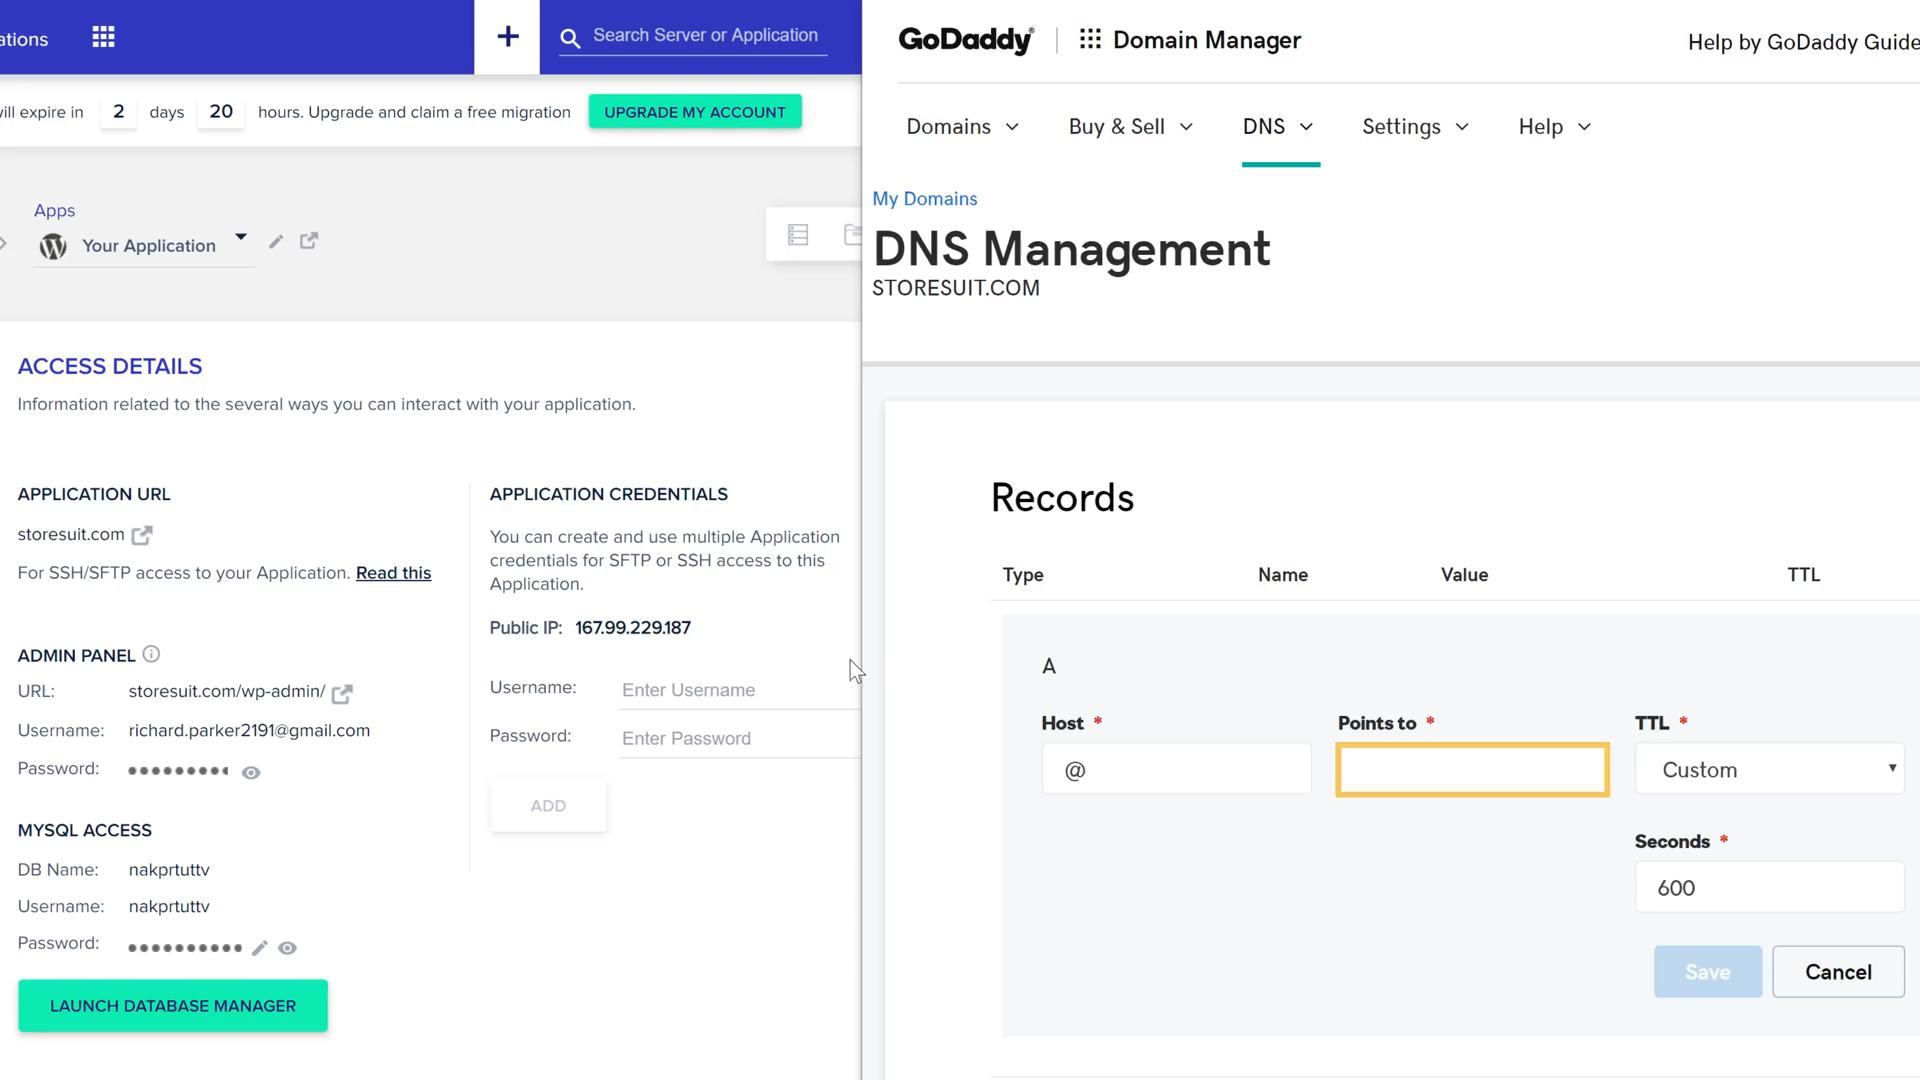 ations
Search Server or Application
will expire in 2 days 20 hours. Upgrade and claim a free migration UPGRADE MY ACCOUNT
Apps
Your Application
ACCESS DETAILS
Information related to the several ways you can interact with your application.
APPLICATION URL
storesuit.com
For SSH/SFTP access to your Application. Read this
ADMIN PANEL
URL: storesuit.com/wp-admin/
Username: richard.parker2191@gmail.com
Password:
MYSQL ACCESS
DB Name: nakprtuttv
Username: nakprtuttv
Password:
LAUNCH DATABASE MANAGER
APPLICATION CREDENTIALS
You can create and use multiple Application
credentials for SFTP or SSH access to this
Application.
Public IP: 167.99.229.187
Username: Enter Username
Password: Enter Password
ADD
GoDaddy Domain Manager Help by GoDaddy Guide
Domains Buy & Sell DNS Settings Help
My Domains
DNS Management
STORESUIT.COM
Records
Type Name Value TTL
A
Host * Points to * TTL *
@ Custom
Seconds *
600
Save Cancel